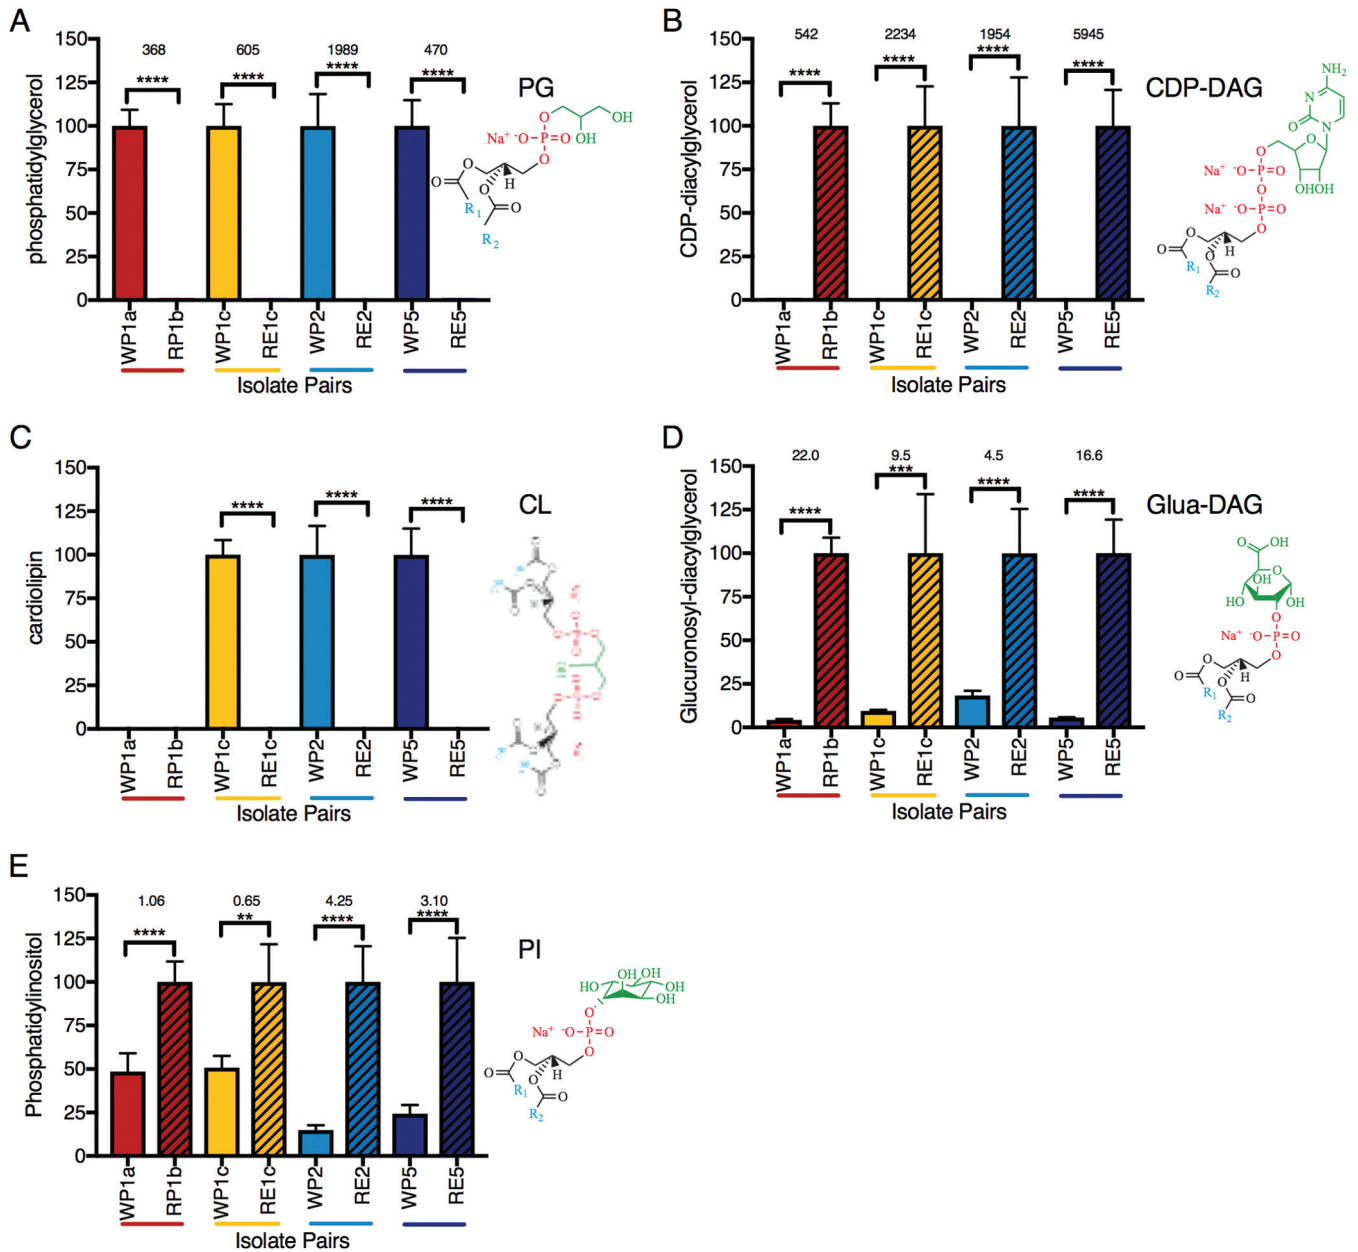 A
phosphatidylglycerol
150
125
100
75
50
25
0
368
605
1989
470
****
****
****
****
PG
WP1a
RP1b
WP1c
RE1c
WP2
RE2
WP5
RE5
Isolate Pairs
O
OH
OH
Na+ -O-P=O
O
O
O
H
O
O
R1
R2
B
CDP-diacylglycerol
150
125
100
75
50
25
0
542
2234
1954
5945
****
****
****
****
CDP-DAG
WP1a
RP1b
WP1c-
RE1c
WP2
RE2
WP5
RE5
Isolate Pairs
NH2
N
O
N
O
O
Na+ -O-P=O
O
OHOH
Na+ -O-P=O
O
O
O
H
O
O
R1
R2
C
cardiolipin
150
125
100
75
50
25
0
****
****
****
CL
WP1a
RP1b
WP1c
RE1c
WP2
RE2
WP5
RE5
Isolate Pairs
D
Glucuronosyl-diacylglycerol
150
125
100
75
50
25
0
22.0
9.5
4.5
16.6
****
***
****
****
Glua-DAG
WP1a
RP1b
WP1c
RE1c
WP2
RE2
WP5
RE5
Isolate Pairs
O
OH
O
OH
HO
HO
OH
O
Na+ -O-P=O
O
O
O
H
O
O
R1
R2
E
Phosphatidylinositol
150
125
100
75
50
25
0
1.06
0.65
4.25
3.10
****
**
****
****
PI
WP1a
RP1b
WP1c
RE1c
WP2
RE2
WP5
RE5
Isolate Pairs
OHOH
HO
OH
OH
O
Na+ -O-P=O
O
O
O
H
O
O
R1
R2